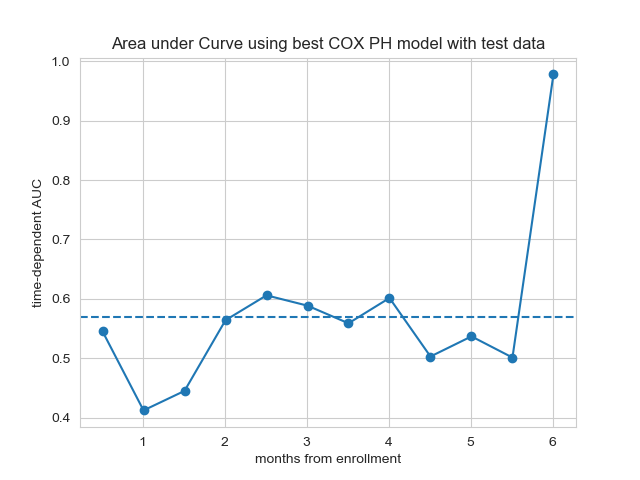 Area under Curve using best COX PH model with test data
1.0
0.9
0.8
0.7
0.6
0.5
0.4
time-dependent AUC
1 2 3 4 5 6
months from enrollment